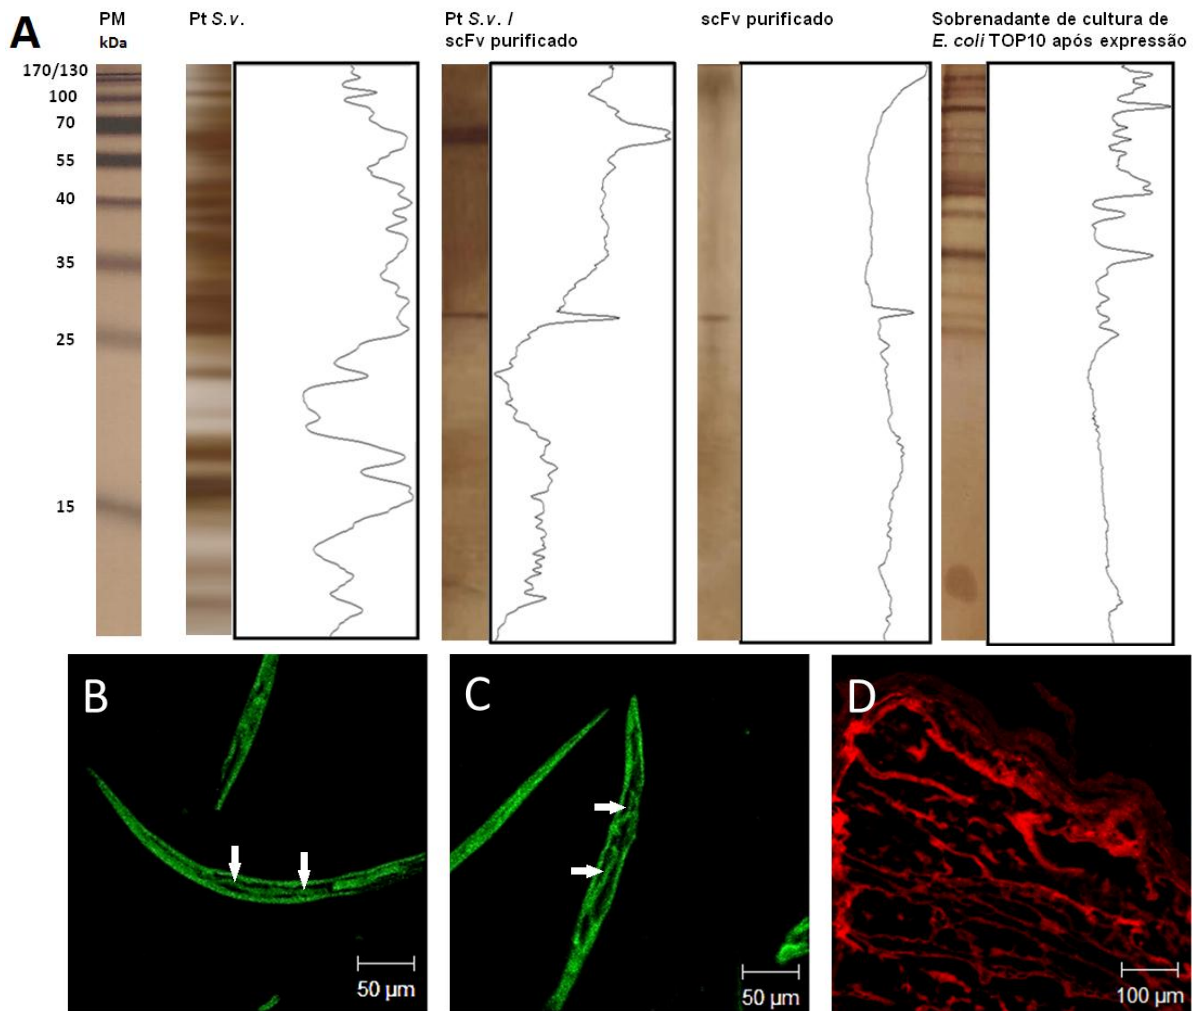 A
PM
kDa
170/130
100
70
55
40
35
25
15
Pt S.v.
Pt S.v. /
scFv purificado
scFv purificado
Sobrenadante de cultura de
E. coli TOP10 após expressão
B
50 µm
C
50 µm
D
100 µm